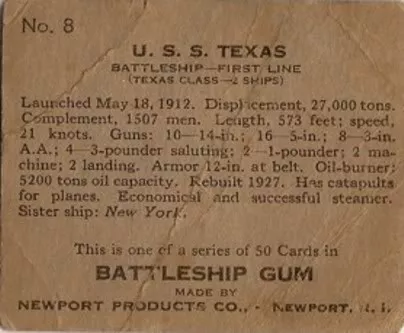 No. 8
U. S. S. TEXAS
BATTLESHIP—FIRST LINE
(TEXAS CLASS—2 SHIPS)
Launched May 18, 1912. Displacement, 27,000 tons.
Complement, 1507 men. Length, 573 feet; speed,
21 knots. Guns: 10—14-in.; 16—5-in.; 8—3-in.
A.A.; 4—3-pounder saluting; 2—1-pounder; 2 ma-
chine; 2 landing. Armor 12-in. at belt. Oil-burner:
5200 tons oil capacity. Rebuilt 1927. Has catapults
for planes. Economical and successful steamer.
Sister ship: New York.
This is one of a series of 50 Cards in
BATTLESHIP GUM
MADE BY
NEWPORT PRODUCTS CO., - NEWPORT, R. I.